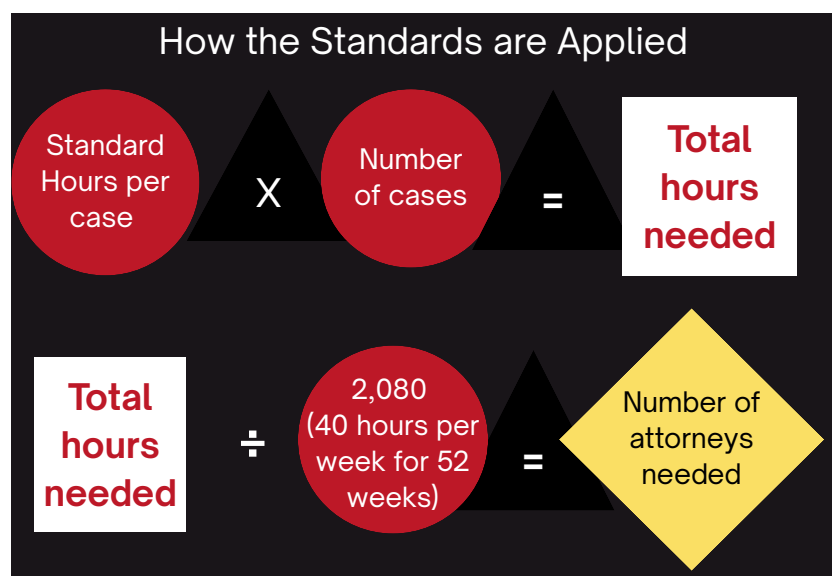 How the Standards are Applied
Standard
Hours per
case
X
Number
of cases
=
Total
hours
needed
Total
hours
needed
÷
2,080
(40 hours per
week for 52
weeks)
=
Number of
attorneys
needed